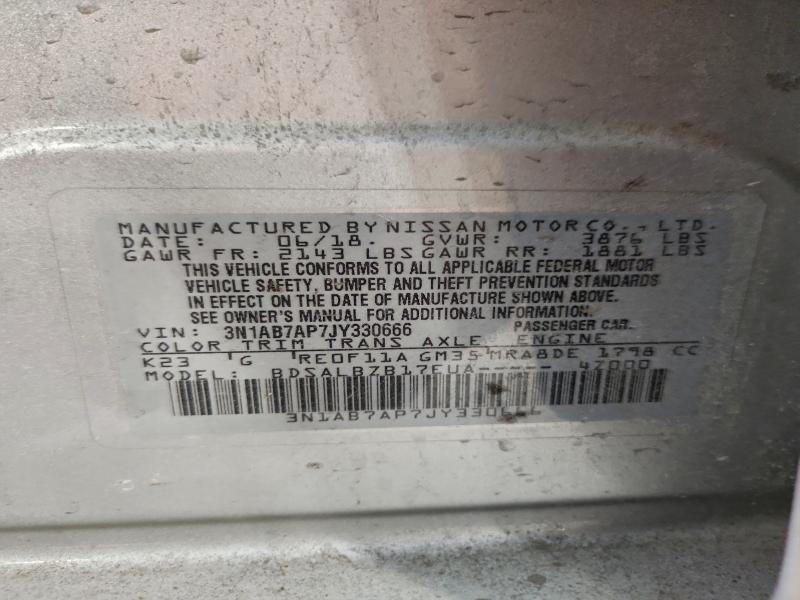 MANUFACTURED BY NISSAN MOTOR CO., LTD.
DATE: 06/18. GVWR: 3876 LBS
GAWR FR: 2143 LBS GAWR RR: 1881 LBS
THIS VEHICLE CONFORMS TO ALL APPLICABLE FEDERAL MOTOR
VEHICLE SAFETY, BUMPER AND THEFT PREVENTION STANDARDS
IN EFFECT ON THE DATE OF MANUFACTURE SHOWN ABOVE.
SEE OWNER'S MANUAL FOR ADDITIONAL INFORMATION.
VIN: 3N1AB7AP7JY330666 PASSENGER CAR
COLOR TRIM TRANS AXLE ENGINE
K23 G RE0F11A GM35 MRA8DE 1798 CC
MODEL: BDSALBZB17EUA----- 4Z000
3N1AB7AP7JY330666